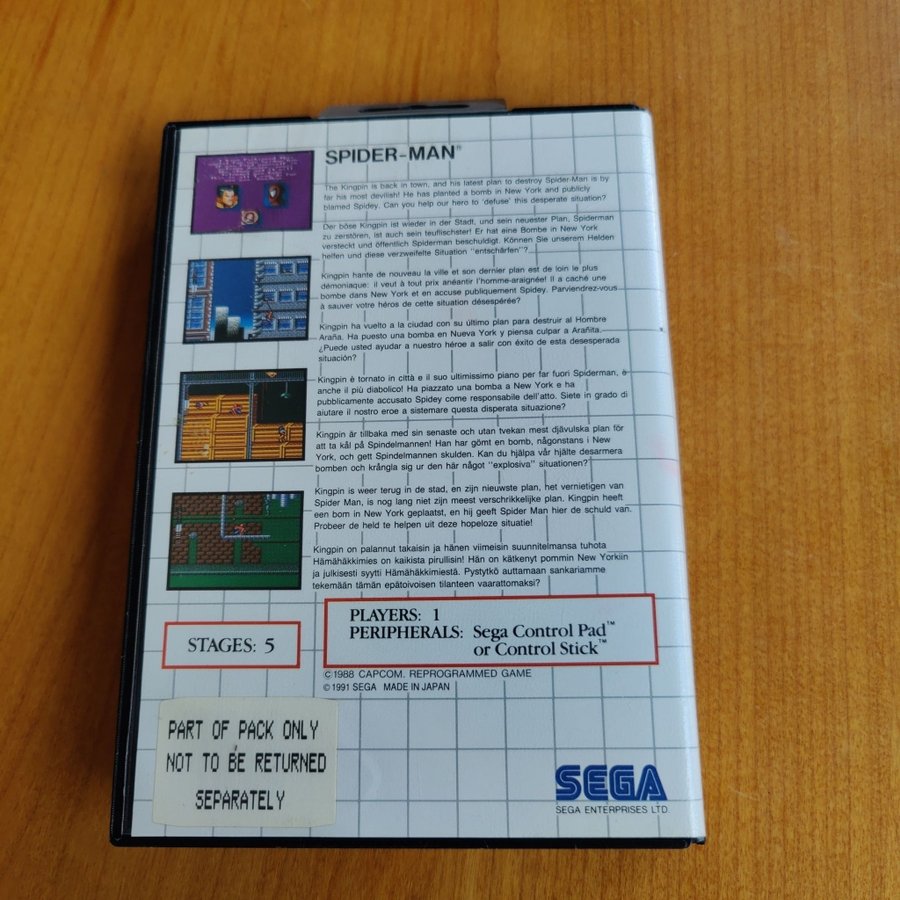 SPIDER-MAN
The Kingpin is back in town, and his latest plan to destroy Spider-Man is by
far his most devilish! He has planted a bomb in New York and publicly
blamed Spidey. Can you help our hero to 'defuse' this desperate situation?
Der böse Kingpin ist wieder in der Stadt, und sein neuester Plan, Spiderman
zu zerstören, ist auch sein teuflischster! Er hat eine Bombe in New York
versteckt und öffentlich Spiderman beschuldigt. Können Sie unserem Helden
helfen und diese verzweifelte Situation "entschärfen"?
Kingpin hante de nouveau la ville et son dernier plan est de loin le plus
démoniaque: il veut à tout prix anéantir l'homme-araignée! Il a caché une
bombe dans New York et en accuse publiquement Spidey. Parviendrez-vous
à sauver votre héros de cette situation désespérée?
Kingpin ha vuelto a la ciudad con su último plan para destruir al Hombre
Araña. Ha puesto una bomba en Nueva York y piensa culpar a Arañita.
¿Puede usted ayudar a nuestro héroe a salir con éxito de esta desesperada
situación?
Kingpin è tornato in città e il suo ultimissimo piano per far fuori Spiderman, è
anche il più diabolico! Ha piazzato una bomba a New York e ha
pubblicamente accusato Spidey come responsabile dell'atto. Siete in grado di
aiutare il nostro eroe a sistemare questa disperata situazione?
Kingpin är tillbaka med sin senaste och utan tvekan mest djävulska plan för
att ta kål på Spindelmannen! Han har gömt en bomb, någonstans i New
York, och gett Spindelmannen skulden. Kan du hjälpa vår hjälte desarmera
bomben och krångla sig ur den här något "explosiva" situationen?
Kingpin is weer terug in de stad, en zijn nieuwste plan, het vernietigen van
Spider Man, is nog lang niet zijn meest verschrikkelijke plan. Kingpin heeft
een bom in New York geplaatst, en hij geeft Spider Man hier de schuld van.
Probeer de held te helpen uit deze hopeloze situatie!
Kingpin on palannut takaisin ja hänen viimeisin suunnitelmansa tuhota
Hämähäkkimies on kaikista pirullisin! Hän on kätkenyt pommin New Yorkiin
ja julkisesti syytti Hämähäkkimiestä. Pystytkö auttamaan sankariamme
tekemään tämän epätoivoisen tilanteen vaarattomaksi?
STAGES: 5
PLAYERS: 1
PERIPHERALS: Sega Control Pad™
or Control Stick™
© 1988 CAPCOM. REPROGRAMMED GAME
© 1991 SEGA MADE IN JAPAN
PART OF PACK ONLY
NOT TO BE RETURNED
SEPARATELY
SEGA
SEGA ENTERPRISES LTD.